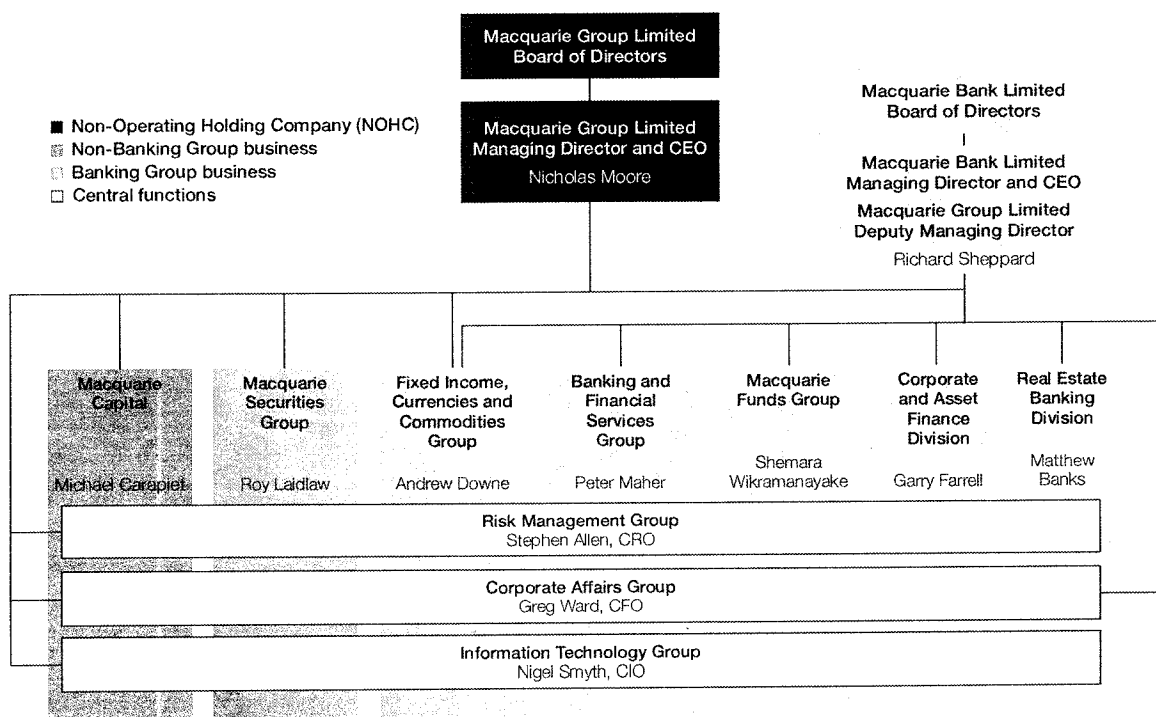 Macquarie Group Limited
Board of Directors
Macquarie Group Limited
Managing Director and CEO
Nicholas Moore
Macquarie Bank Limited
Board of Directors
Macquarie Bank Limited
Managing Director and CEO
Macquarie Group Limited
Deputy Managing Director
Richard Sheppard
Non-Operating Holding Company (NOHC)
Non-Banking Group business
Banking Group business
Central functions
Macquarie
Capital
Michael Carapiet
Macquarie
Securities
Group
Roy Laidlaw
Fixed Income,
Currencies and
Commodities
Group
Andrew Downe
Banking and
Financial
Services
Group
Peter Maher
Macquarie
Funds Group
Shemara
Wikramanayake
Corporate
and Asset
Finance
Division
Garry Farrell
Real Estate
Banking
Division
Matthew
Banks
Risk Management Group
Stephen Allen, CRO
Corporate Affairs Group
Greg Ward, CFO
Information Technology Group
Nigel Smyth, CIO